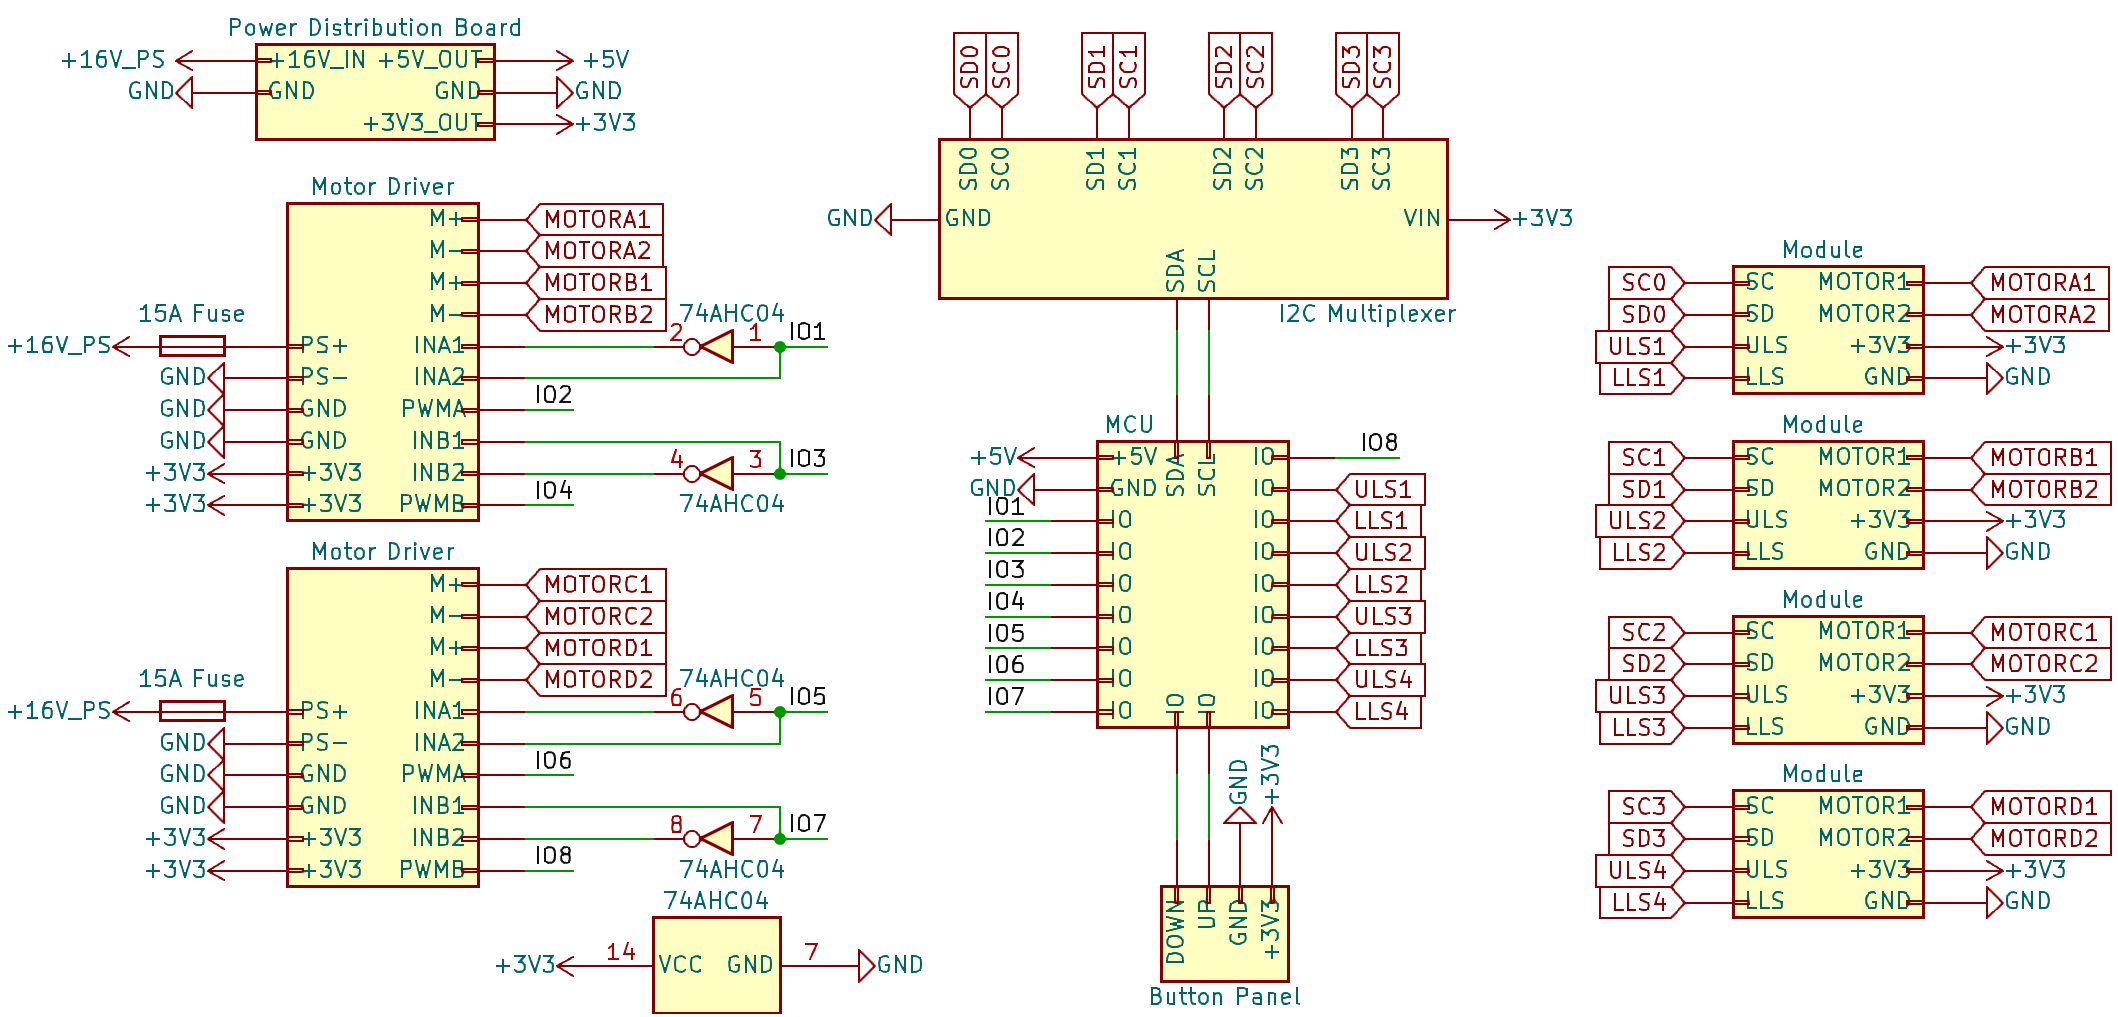 Power Distribution Board
+16V_PS +16V_IN +5V_OUT +5V
GND GND GND GND
+3V3_OUT +3V3
Motor Driver
M+ MOTORA1
M- MOTORA2
M+ MOTORB1
M- MOTORB2
15A Fuse
74AHC04
+16V_PS PS+ INA1 2 1 IO1
GND PS- INA2
GND GND PWMA IO2
GND GND INB1
+3V3 +3V3 INB2 4 3 IO3
+3V3 +3V3 PWMB IO4
74AHC04
Motor Driver
M+ MOTORC1
M- MOTORC2
M+ MOTORD1
M- MOTORD2
15A Fuse
74AHC04
+16V_PS PS+ INA1 6 5 IO5
GND PS- INA2
GND GND PWMA IO6
GND GND INB1
+3V3 +3V3 INB2 8 7 IO7
+3V3 +3V3 PWMB IO8
74AHC04
74AHC04
+3V3 14 VCC GND 7 GND
SD0 SC0 SD1 SC1 SD2 SC2 SD3 SC3
SD0 SC0 SD1 SC1 SD2 SC2 SD3 SC3
GND GND VIN +3V3
SDA SCL
I2C Multiplexer
MCU
SDA SCL
+5V +5V IO IO8
GND GND IO ULS1
IO1 IO IO LLS1
IO2 IO IO ULS2
IO3 IO IO LLS2
IO4 IO IO ULS3
IO5 IO IO LLS3
IO6 IO IO ULS4
IO7 IO IO LLS4
IO IO
GND +3V3
DOWN UP GND +3V3
Button Panel
Module
SC0 SC MOTOR1 MOTORA1
SD0 SD MOTOR2 MOTORA2
ULS1 ULS +3V3 +3V3
LLS1 LLS GND GND
Module
SC1 SC MOTOR1 MOTORB1
SD1 SD MOTOR2 MOTORB2
ULS2 ULS +3V3 +3V3
LLS2 LLS GND GND
Module
SC2 SC MOTOR1 MOTORC1
SD2 SD MOTOR2 MOTORC2
ULS3 ULS +3V3 +3V3
LLS3 LLS GND GND
Module
SC3 SC MOTOR1 MOTORD1
SD3 SD MOTOR2 MOTORD2
ULS4 ULS +3V3 +3V3
LLS4 LLS GND GND